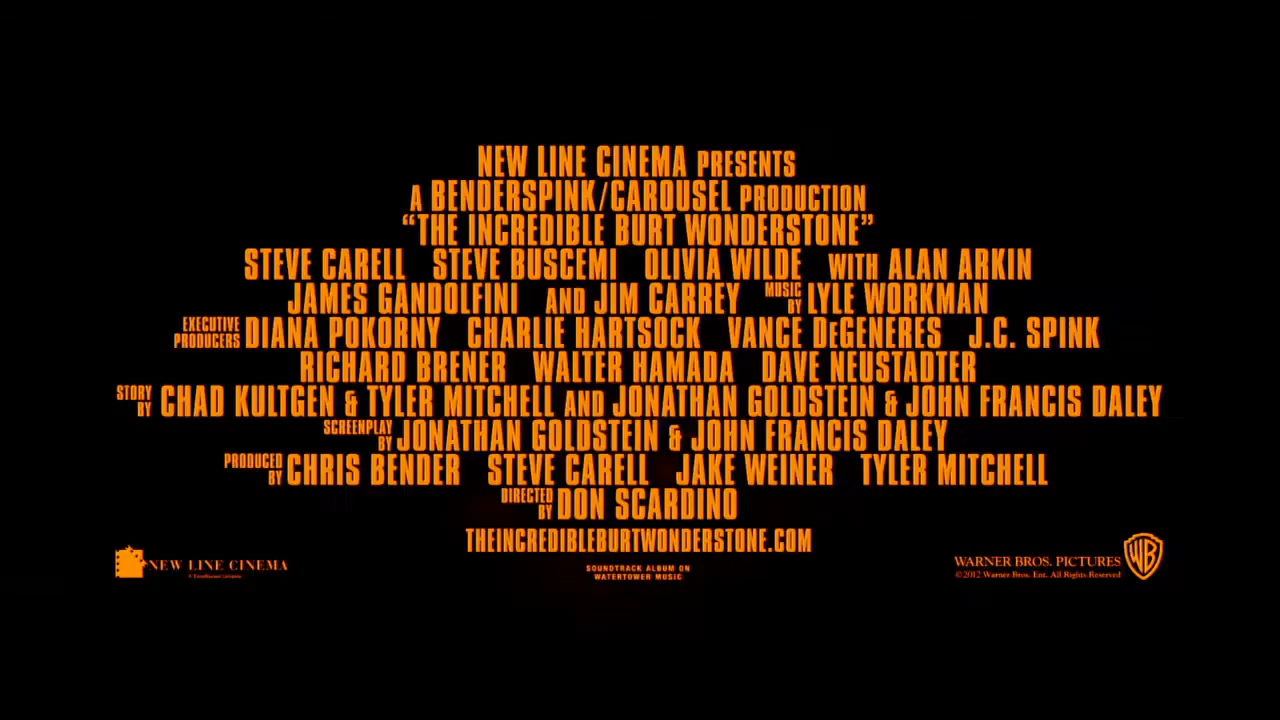 NEW LINE CINEMA PRESENTS
A BENDERSPINK/CAROUSEL PRODUCTION
“THE INCREDIBLE BURT WONDERSTONE”
STEVE CARELL STEVE BUSCEMI OLIVIA WILDE WITH ALAN ARKIN
JAMES GANDOLFINI AND JIM CARREY MUSIC BY LYLE WORKMAN
EXECUTIVE PRODUCERS DIANA POKORNY CHARLIE HARTSOCK VANCE DeGENERES J.C. SPINK
RICHARD BRENER WALTER HAMADA DAVE NEUSTADTER
STORY BY CHAD KULTGEN & TYLER MITCHELL AND JONATHAN GOLDSTEIN & JOHN FRANCIS DALEY
SCREENPLAY BY JONATHAN GOLDSTEIN & JOHN FRANCIS DALEY
PRODUCED BY CHRIS BENDER STEVE CARELL JAKE WEINER TYLER MITCHELL
DIRECTED BY DON SCARDINO
THEINCREDIBLEBURTWONDERSTONE.COM
NEW LINE CINEMA
SOUNDTRACK ALBUM ON
WATERTOWER MUSIC
WARNER BROS. PICTURES
©2012 Warner Bros. Ent. All Rights Reserved
WB